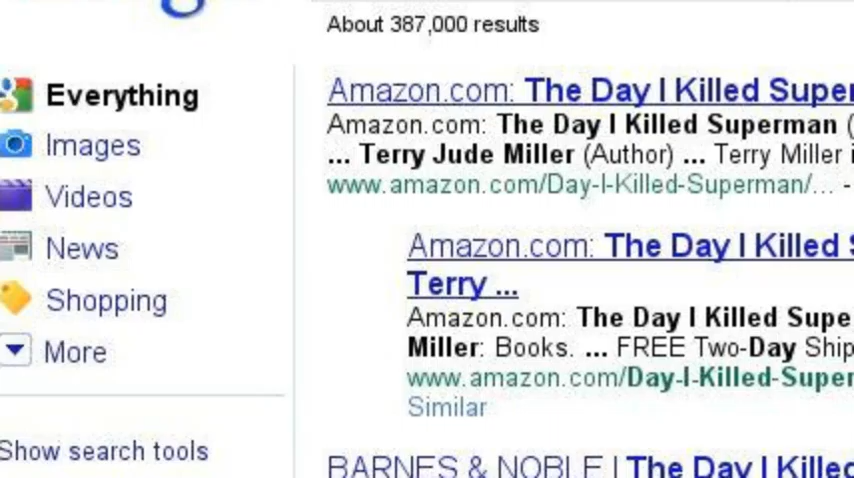 About 387,000 results
Everything
Images
Videos
News
Shopping
More
Show search tools
Amazon.com: The Day I Killed Super
Amazon.com: The Day I Killed Superman (
... Terry Jude Miller (Author) ... Terry Miller i
www.amazon.com/Day-I-Killed-Superman/... -
Amazon.com: The Day I Killed S
Terry ...
Amazon.com: The Day I Killed Supe
Miller: Books. ... FREE Two-Day Ship
www.amazon.com/Day-I-Killed-Super
Similar
BARNES & NOBLE | The Day I Killed